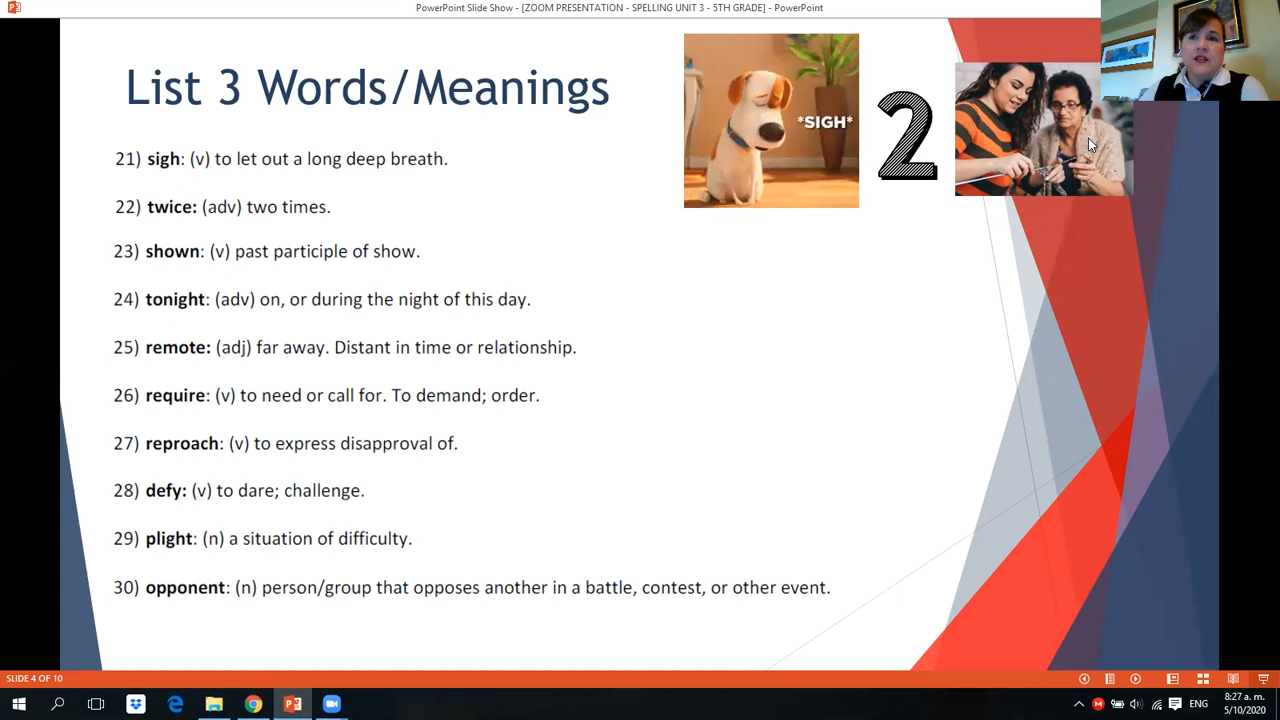 PowerPoint Slide Show - [ZOOM PRESENTATION - SPELLING UNIT 3 - 5TH GRADE] - PowerPoint
List 3 Words/Meanings
*SIGH*
2
21) sigh: (v) to let out a long deep breath.
22) twice: (adv) two times.
23) shown: (v) past participle of show.
24) tonight: (adv) on, or during the night of this day.
25) remote: (adj) far away. Distant in time or relationship.
26) require: (v) to need or call for. To demand; order.
27) reproach: (v) to express disapproval of.
28) defy: (v) to dare; challenge.
29) plight: (n) a situation of difficulty.
30) opponent: (n) person/group that opposes another in a battle, contest, or other event.
SLIDE 4 OF 10
ENG
8:27 a. m.
5/10/2020